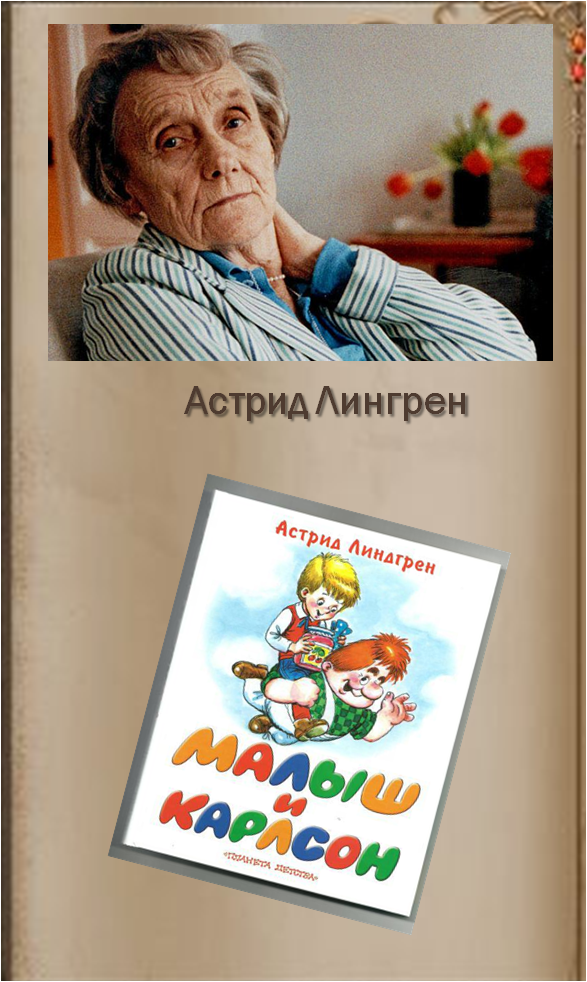 Астрид Лингрен
Астрид Линдгрен
МАЛЫШ
И
КАРЛСОН
«ПЛАНЕТА ДЕТСТВА»